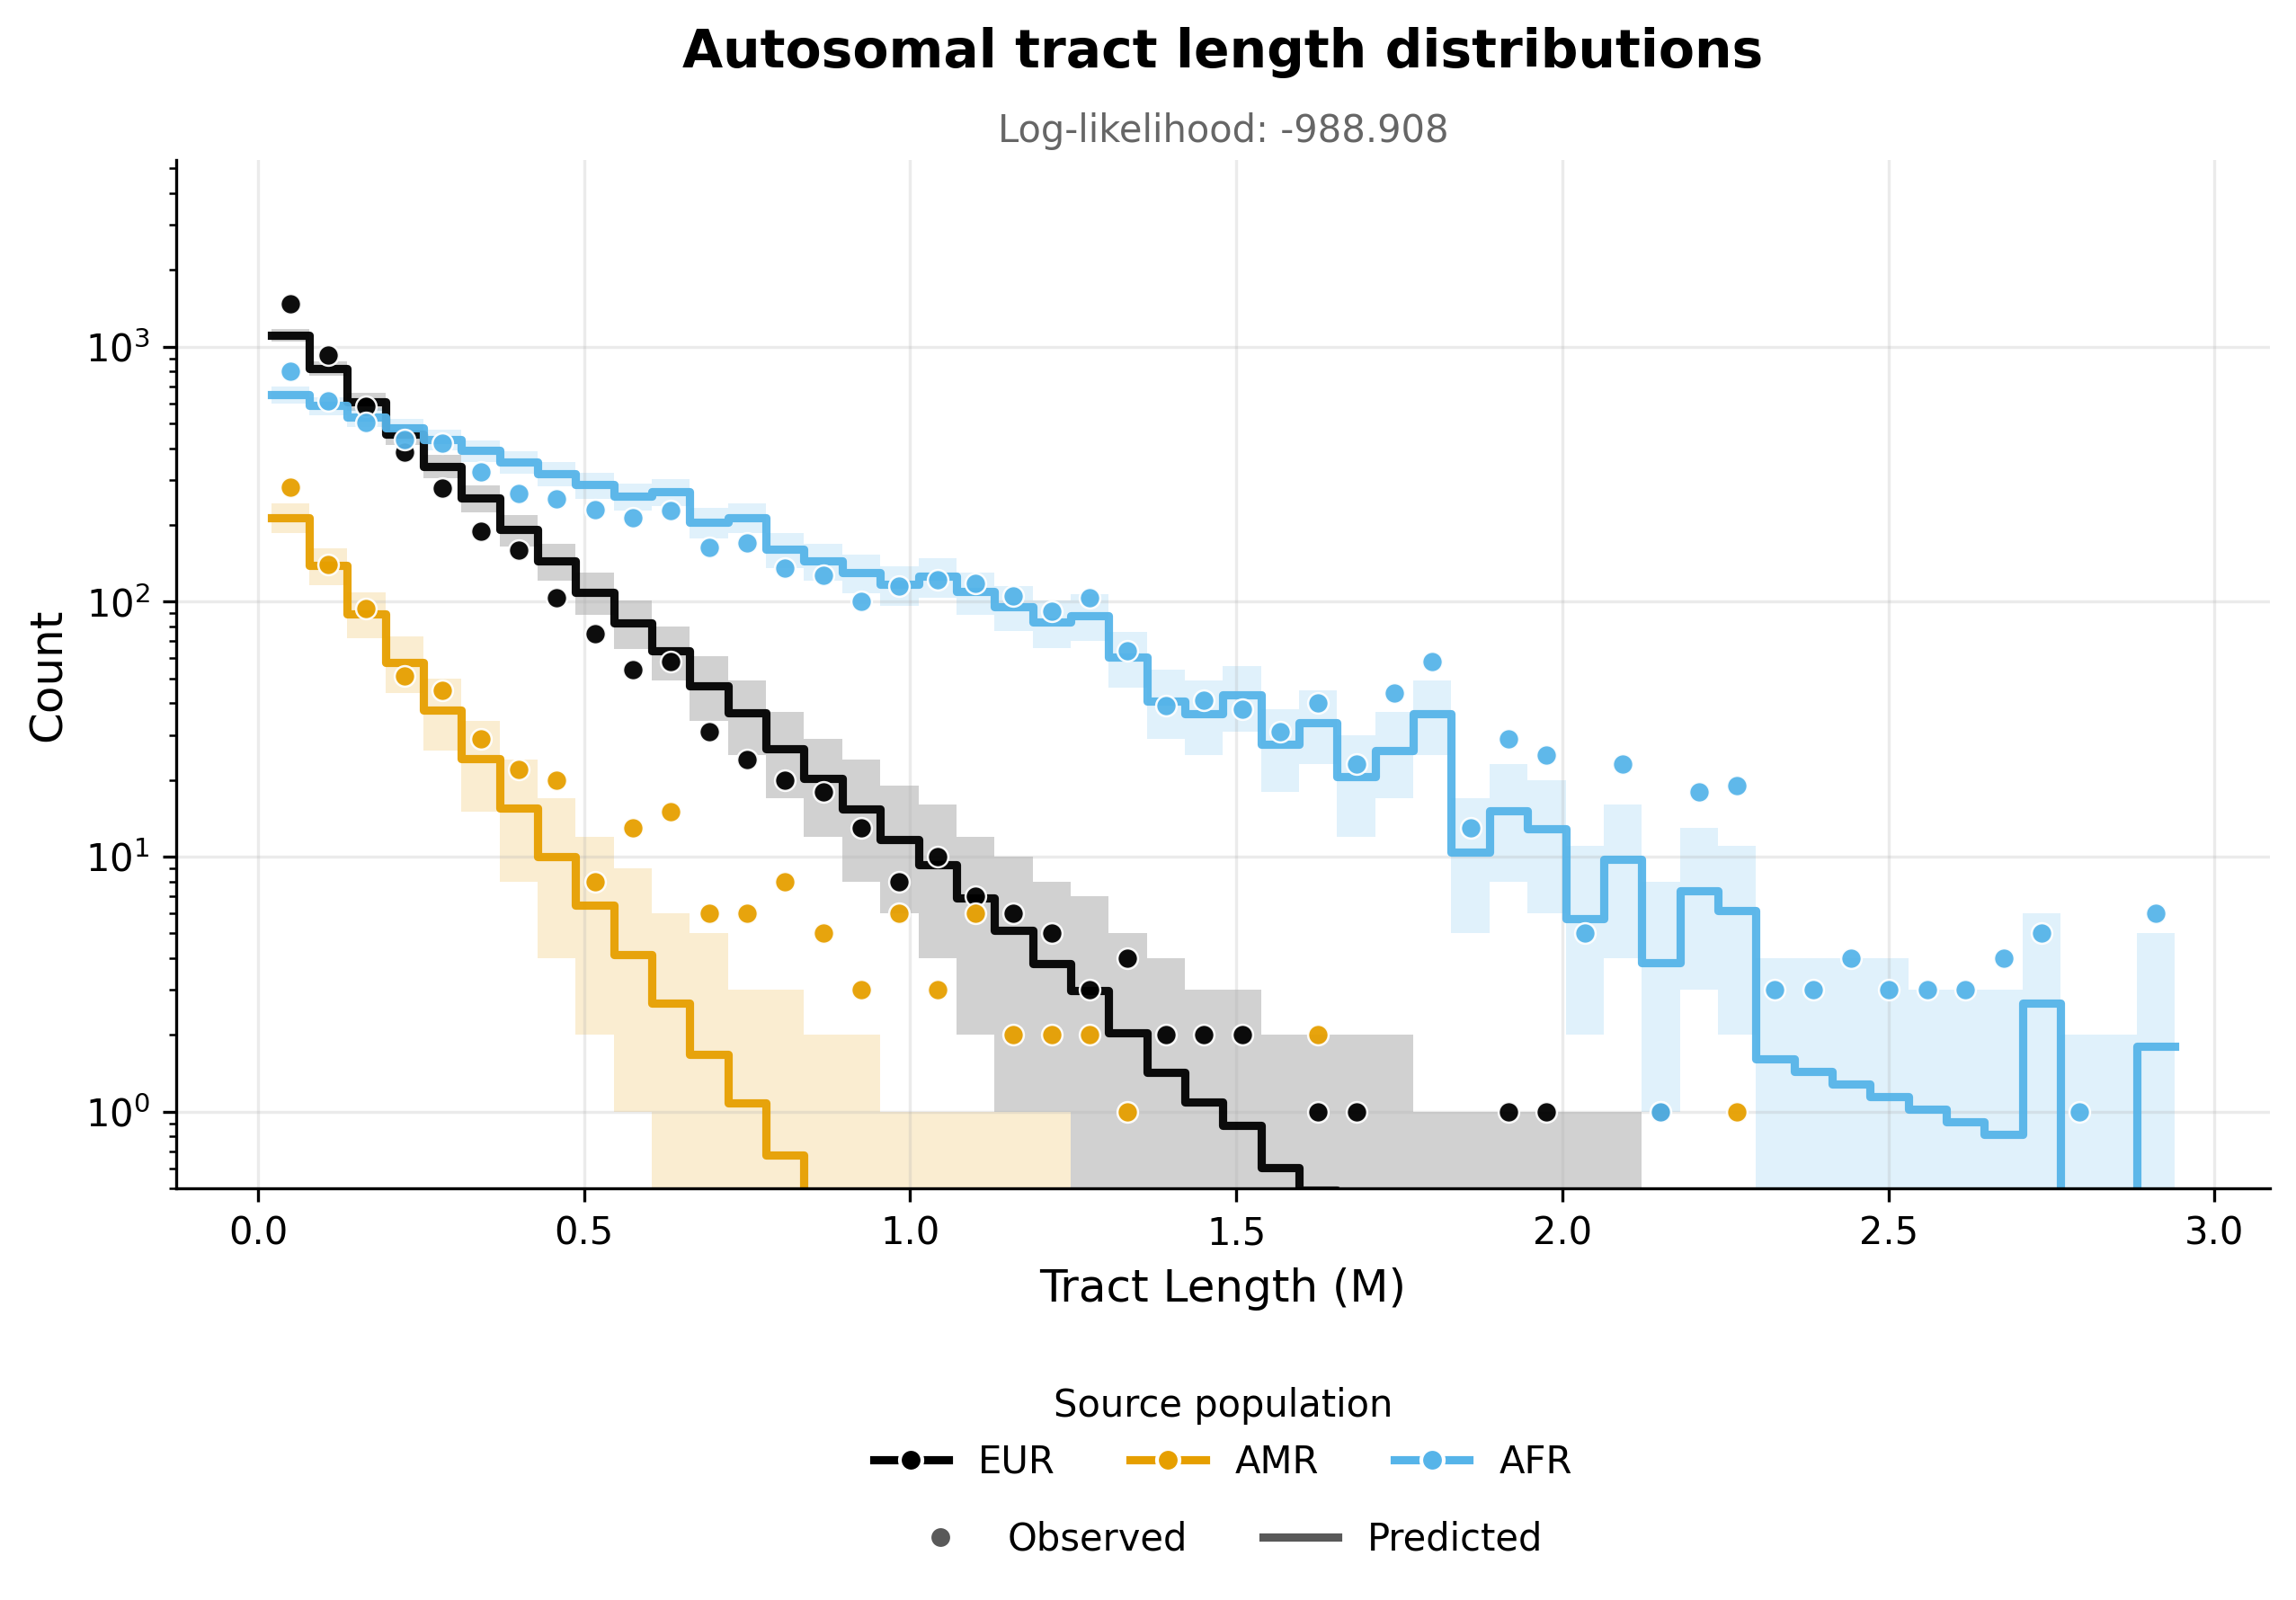 Autosomal tract length distributions
Log-likelihood: -988.908
Count
10³
10²
10¹
10⁰
0.0 0.5 1.0 1.5 2.0 2.5 3.0
Tract Length (M)
Source population
EUR AMR AFR
Observed Predicted